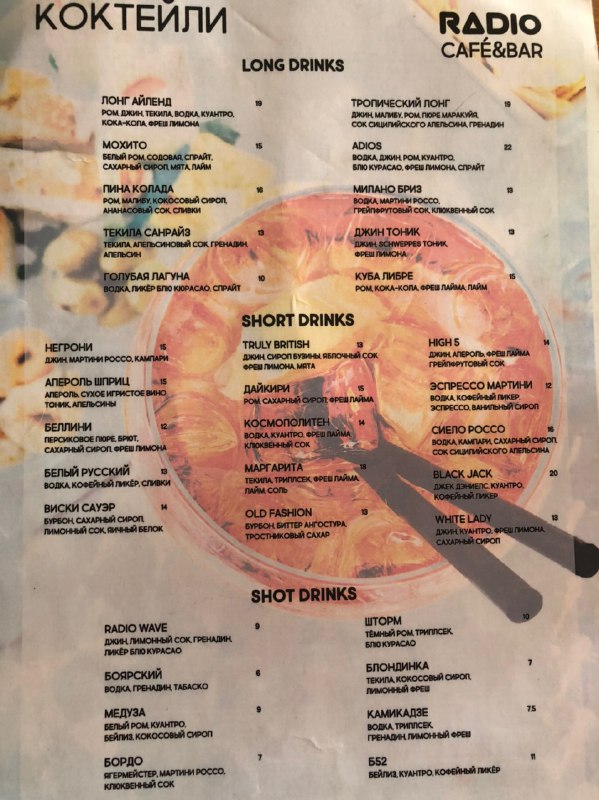 КОКТЕЙЛИ
RADIO
CAFÉ&BAR
LONG DRINKS
ЛОНГ АЙЛЕНД 19
РОМ, ДЖИН, ТЕКИЛА, ВОДКА, КУАНТРО,
КОКА-КОЛА, ФРЕШ ЛИМОНА
МОХИТО 15
БЕЛЫЙ РОМ, СОДОВАЯ, СПРАЙТ,
САХАРНЫЙ СИРОП, МЯТА, ЛАЙМ
ПИНА КОЛАДА 16
РОМ, МАЛИБУ, КОКОСОВЫЙ СИРОП,
АНАНАСОВЫЙ СОК, СЛИВКИ
ТЕКИЛА САНРАЙЗ 13
ТЕКИЛА, АПЕЛЬСИНОВЫЙ СОК, ГРЕНАДИН,
АПЕЛЬСИН
ГОЛУБАЯ ЛАГУНА 10
ВОДКА, ЛИКЁР БЛЮ КЮРАСАО, СПРАЙТ
ТРОПИЧЕСКИЙ ЛОНГ 19
ДЖИН, МАЛИБУ, РОМ, ПЮРЕ МАРАКУЙЯ,
СОК СИЦИЛИЙСКОГО АПЕЛЬСИНА, ГРЕНАДИН
ADIOS 22
ВОДКА, ДЖИН, РОМ, КУАНТРО,
БЛЮ КУРАСАО, ФРЕШ ЛИМОНА, СПРАЙТ
МИЛАНО БРИЗ 13
ВОДКА, МАРТИНИ РОССО,
ГРЕЙПФРУТОВЫЙ СОК, КЛЮКВЕННЫЙ СОК
ДЖИН ТОНИК 13
ДЖИН, SCHWEPPES ТОНИК,
ФРЕШ ЛИМОНА
КУБА ЛИБРЕ 15
РОМ, КОКА-КОЛА, ФРЕШ ЛАЙМА, ЛАЙМ
SHORT DRINKS
НЕГРОНИ 15
ДЖИН, МАРТИНИ РОССО, КАМПАРИ
АПЕРОЛЬ ШПРИЦ 15
АПЕРОЛЬ, СУХОЕ ИГРИСТОЕ ВИНО
ТОНИК, АПЕЛЬСИНЫ
БЕЛЛИНИ 12
ПЕРСИКОВОЕ ПЮРЕ, БРЮТ,
САХАРНЫЙ СИРОП, ФРЕШ ЛИМОНА
БЕЛЫЙ РУССКИЙ 13
ВОДКА, КОФЕЙНЫЙ ЛИКЁР, СЛИВКИ
ВИСКИ САУЭР 14
БУРБОН, САХАРНЫЙ СИРОП,
ЛИМОННЫЙ СОК, ЯИЧНЫЙ БЕЛОК
TRULY BRITISH 13
ДЖИН, СИРОП БУЗИНЫ, ЯБЛОЧНЫЙ СОК
ФРЕШ ЛИМОНА, МЯТА
ДАЙКИРИ 15
РОМ, САХАРНЫЙ СИРОП, ФРЕШ ЛАЙМА
КОСМОПОЛИТЕН 14
ВОДКА, КУАНТРО, ФРЕШ ЛАЙМА
КЛЮКВЕННЫЙ СОК
МАРГАРИТА 18
ТЕКИЛА, ТРИПЛСЕК, ФРЕШ ЛАЙМА,
ЛАЙМ, СОЛЬ
OLD FASHION 13
БУРБОН, БИТТЕР АНГОСТУРА,
ТРОСТНИКОВЫЙ САХАР
HIGH 5 14
ДЖИН, АПЕРОЛЬ, ФРЕШ ЛАЙМА
ГРЕЙПФРУТОВЫЙ СОК
ЭСПРЕССО МАРТИНИ 12
ВОДКА, КОФЕЙНЫЙ ЛИКЕР,
ЭСПРЕССО, ВАНИЛЬНЫЙ СИРОП
СИЕЛО РОССО 16
ВОДКА, КАМПАРИ, САХАРНЫЙ СИРОП,
СОК СИЦИЛИЙСКОГО АПЕЛЬСИНА
BLACK JACK 20
ДЖЕК ДЭНИЕЛС, КУАНТРО,
КОФЕЙНЫЙ ЛИКЕР
WHITE LADY 13
ДЖИН, КУАНТРО, ФРЕШ ЛИМОНА,
САХАРНЫЙ СИРОП
SHOT DRINKS
RADIO WAVE 9
ДЖИН, ЛИМОННЫЙ СОК, ГРЕНАДИН,
ЛИКЁР БЛЮ КУРАСАО
БОЯРСКИЙ 6
ВОДКА, ГРЕНАДИН, ТАБАСКО
МЕДУЗА 9
БЕЛЫЙ РОМ, КУАНТРО,
БЕЙЛИЗ, КОКОСОВЫЙ СИРОП
БОРДО 7
ЯГЕРМЕЙСТЕР, МАРТИНИ РОССО,
КЛЮКВЕННЫЙ СОК
ШТОРМ 10
ТЁМНЫЙ РОМ, ТРИПЛСЕК,
БЛЮ КУРАСАО
БЛОНДИНКА 7
ТЕКИЛА, КОКОСОВЫЙ СИРОП,
ЛИМОННЫЙ ФРЕШ
КАМИКАДЗЕ 7.5
ВОДКА, ТРИПЛСЕК,
ГРЕНАДИН, ЛИМОННЫЙ ФРЕШ
Б52 11
БЕЙЛИЗ, КУАНТРО, КОФЕЙНЫЙ ЛИКЁР